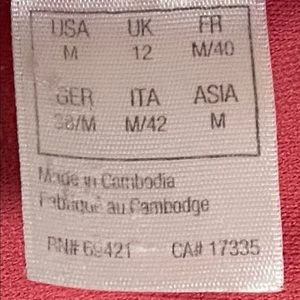 USA UK FR
M 12 M/40
GER ITA ASIA
38/M M/42 M
Made in Cambodia
Fabriqué au Cambodge
RN# 69421 CA# 17335